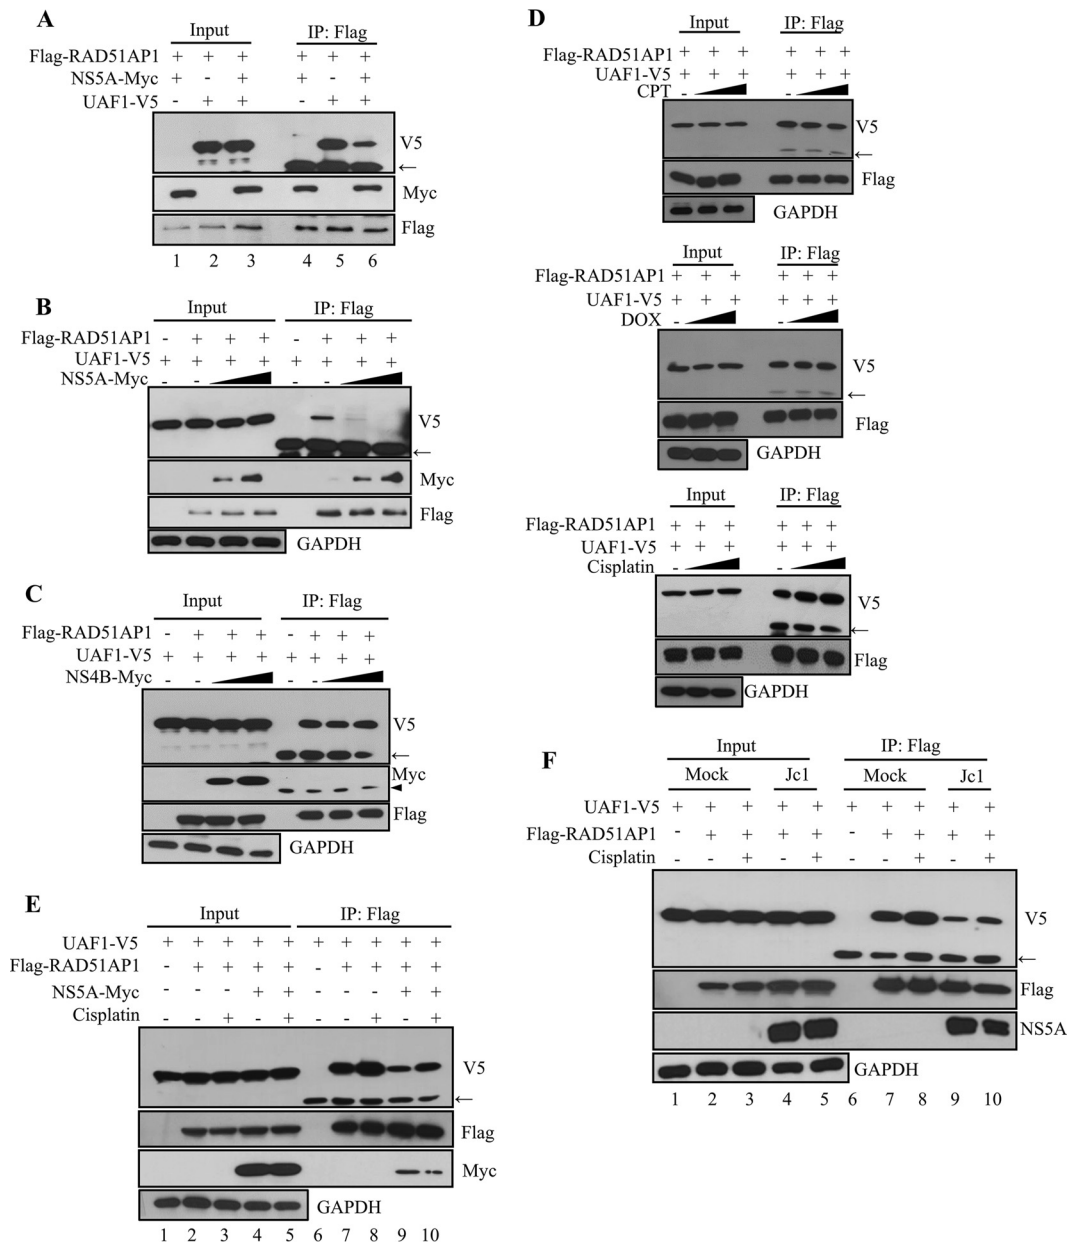 A
Input IP: Flag
Flag-RAD51AP1 + + + + + +
NS5A-Myc + - + + - +
UAF1-V5 - + + - + +
V5
←
Myc
Flag
1 2 3 4 5 6
B
Input IP: Flag
Flag-RAD51AP1 - + + + - + + +
UAF1-V5 + + + + + + + +
NS5A-Myc - - - -
V5
←
Myc
Flag
GAPDH
C
Input IP: Flag
Flag-RAD51AP1 - + + + - + + +
UAF1-V5 + + + + + + + +
NS4B-Myc - - - -
V5
←
Myc
Flag
GAPDH
E
Input IP: Flag
UAF1-V5 + + + + + + + + + +
Flag-RAD51AP1 - + + + + - + + + +
NS5A-Myc - - - + + - - - + +
Cisplatin - - + - + - - + - +
V5
←
Flag
Myc
GAPDH
1 2 3 4 5 6 7 8 9 10
D
Input IP: Flag
Flag-RAD51AP1 + + + + + +
UAF1-V5 + + + + + +
CPT - -
V5
←
Flag
GAPDH
Input IP: Flag
Flag-RAD51AP1 + + + + + +
UAF1-V5 + + + + + +
DOX - -
V5
←
Flag
GAPDH
Input IP: Flag
Flag-RAD51AP1 + + + + + +
UAF1-V5 + + + + + +
Cisplatin - -
V5
←
Flag
GAPDH
F
Input IP: Flag
Mock Jc1 Mock Jc1
UAF1-V5 + + + + + + + + + +
Flag-RAD51AP1 - + + + + - + + + +
Cisplatin - - + - + - - + - +
V5
←
Flag
NS5A
GAPDH
1 2 3 4 5 6 7 8 9 10